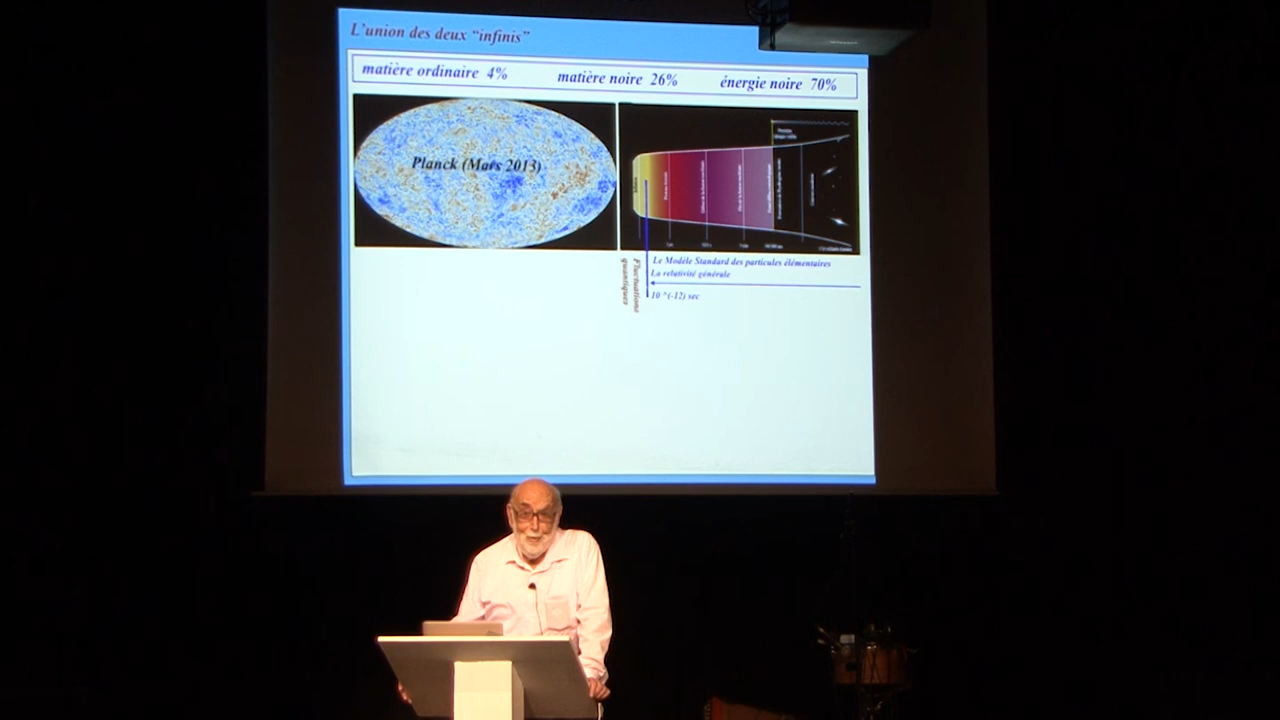 L'union des deux "infinis"
matière ordinaire 4% matière noire 26% énergie noire 70%
Planck (Mars 2013)
Fluctuations
quantiques
Le Modèle Standard des particules élémentaires
La relativité générale
10 ^(-12) sec